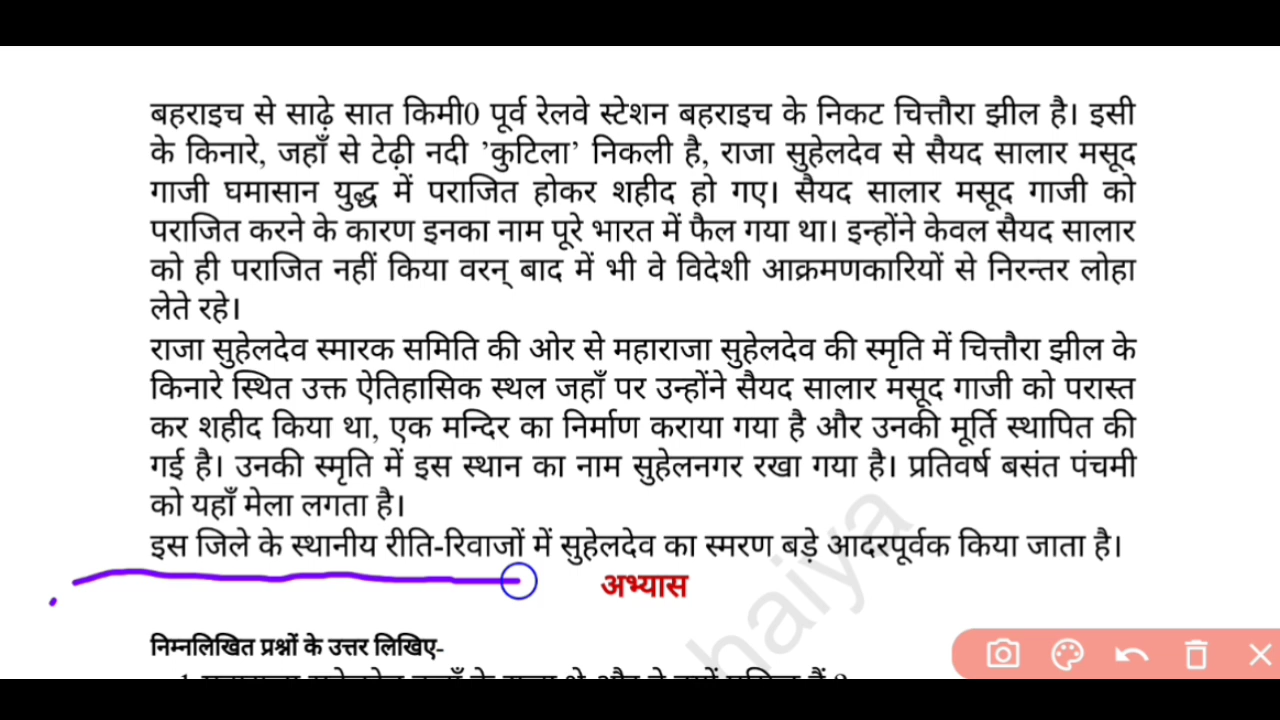 बहराइच से साढ़े सात किमी0 पूर्व रेलवे स्टेशन बहराइच के निकट चित्तौरा झील है। इसी
के किनारे, जहाँ से टेढ़ी नदी ’कुटिला’ निकली है, राजा सुहेलदेव से सैयद सालार मसूद
गाजी घमासान युद्ध में पराजित होकर शहीद हो गए। सैयद सालार मसूद गाजी को
पराजित करने के कारण इनका नाम पूरे भारत में फैल गया था। इन्होंने केवल सैयद सालार
को ही पराजित नहीं किया वरन् बाद में भी वे विदेशी आक्रमणकारियों से निरन्तर लोहा
लेते रहे।
राजा सुहेलदेव स्मारक समिति की ओर से महाराजा सुहेलदेव की स्मृति में चित्तौरा झील के
किनारे स्थित उक्त ऐतिहासिक स्थल जहाँ पर उन्होंने सैयद सालार मसूद गाजी को परास्त
कर शहीद किया था, एक मन्दिर का निर्माण कराया गया है और उनकी मूर्ति स्थापित की
गई है। उनकी स्मृति में इस स्थान का नाम सुहेलनगर रखा गया है। प्रतिवर्ष बसंत पंचमी
को यहाँ मेला लगता है।
इस जिले के स्थानीय रीति-रिवाजों में सुहेलदेव का स्मरण बड़े आदरपूर्वक किया जाता है।
अभ्यास
haiya
निम्नलिखित प्रश्नों के उत्तर लिखिए-